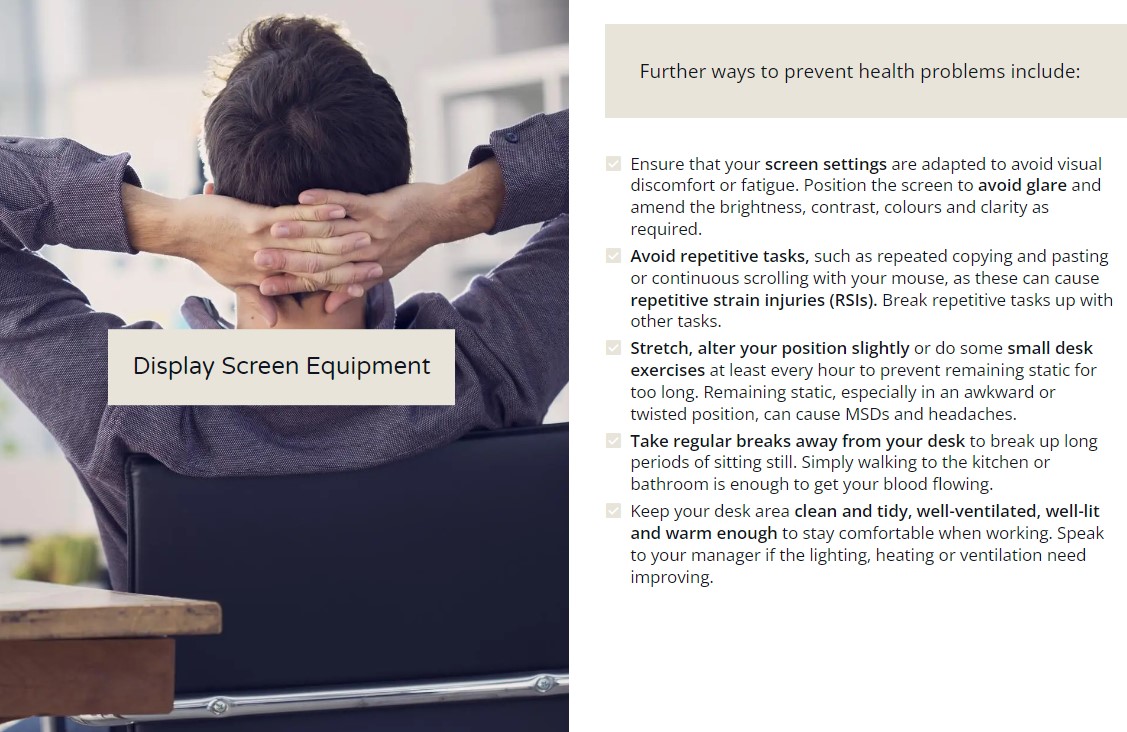 Display Screen Equipment
Further ways to prevent health problems include:
Ensure that your screen settings are adapted to avoid visual
discomfort or fatigue. Position the screen to avoid glare and
amend the brightness, contrast, colours and clarity as
required.
Avoid repetitive tasks, such as repeated copying and pasting
or continuous scrolling with your mouse, as these can cause
repetitive strain injuries (RSIs). Break repetitive tasks up with
other tasks.
Stretch, alter your position slightly or do some small desk
exercises at least every hour to prevent remaining static for
too long. Remaining static, especially in an awkward or
twisted position, can cause MSDs and headaches.
Take regular breaks away from your desk to break up long
periods of sitting still. Simply walking to the kitchen or
bathroom is enough to get your blood flowing.
Keep your desk area clean and tidy, well-ventilated, well-lit
and warm enough to stay comfortable when working. Speak
to your manager if the lighting, heating or ventilation need
improving.